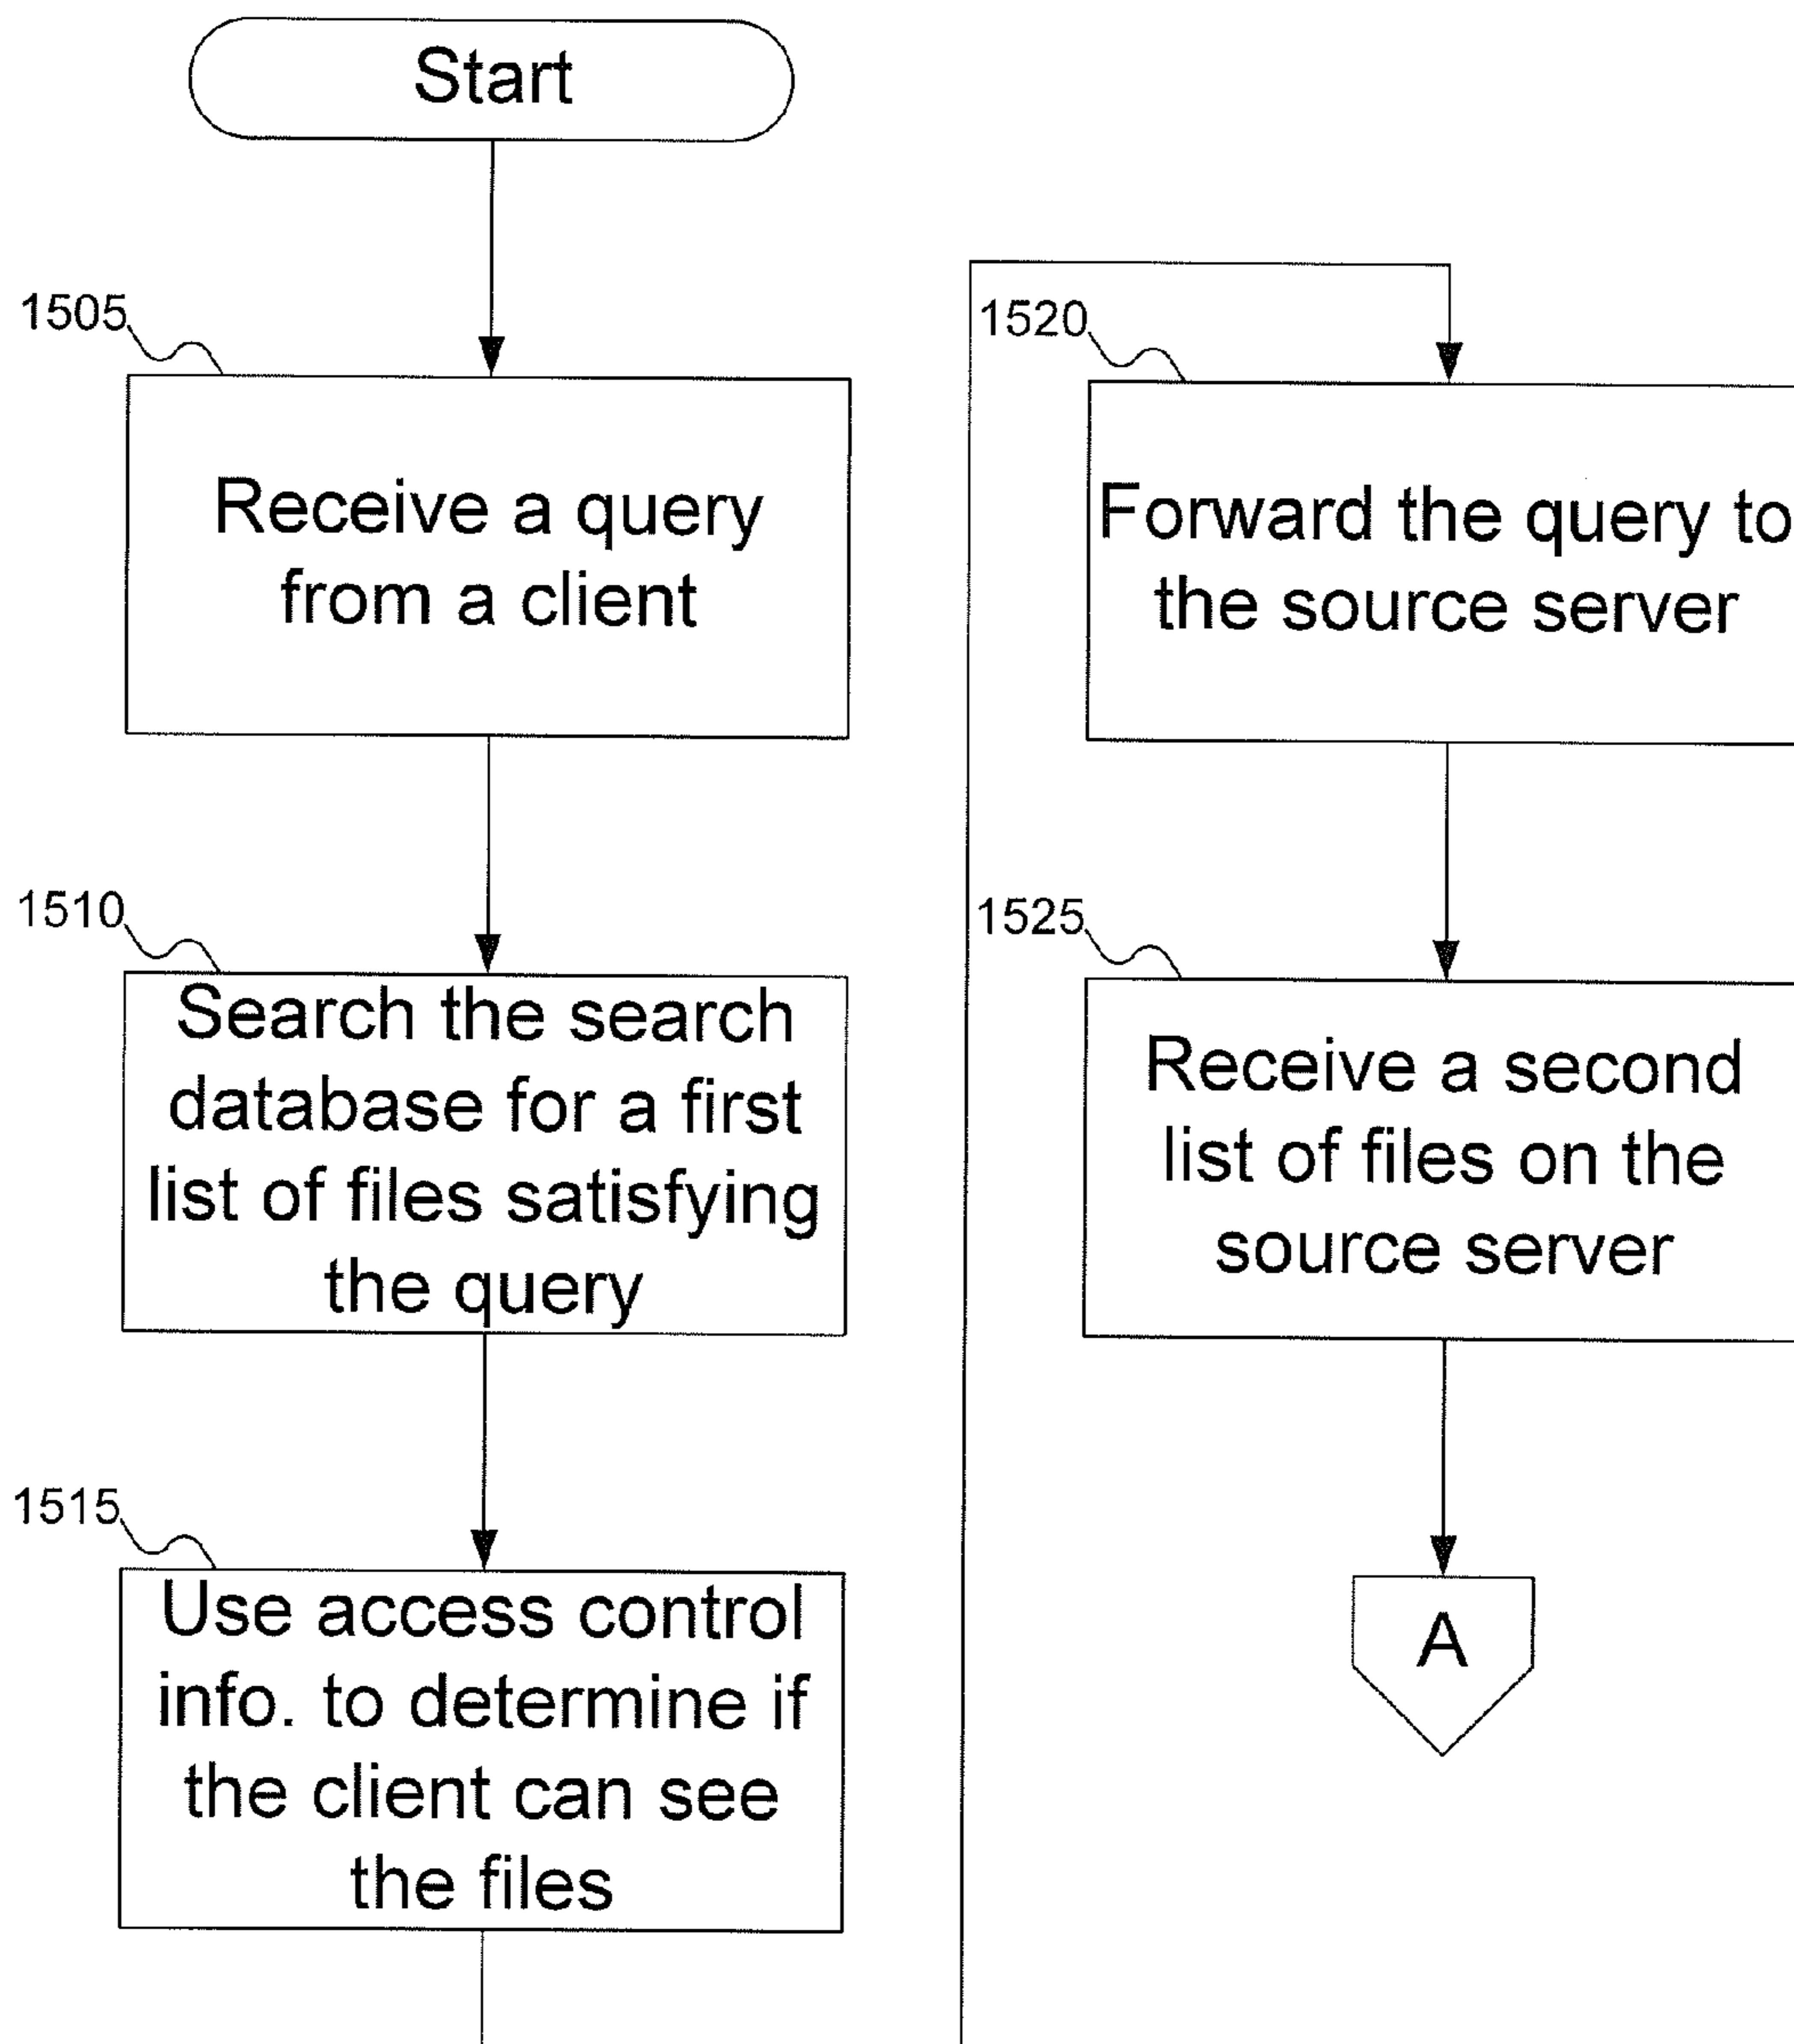 Start
1505
Receive a query
from a client
1510
Search the search
database for a first
list of files satisfying
the query
1515
Use access control
info. to determine if
the client can see
the files
1520
Forward the query to
the source server
1525
Receive a second
list of files on the
source server
A